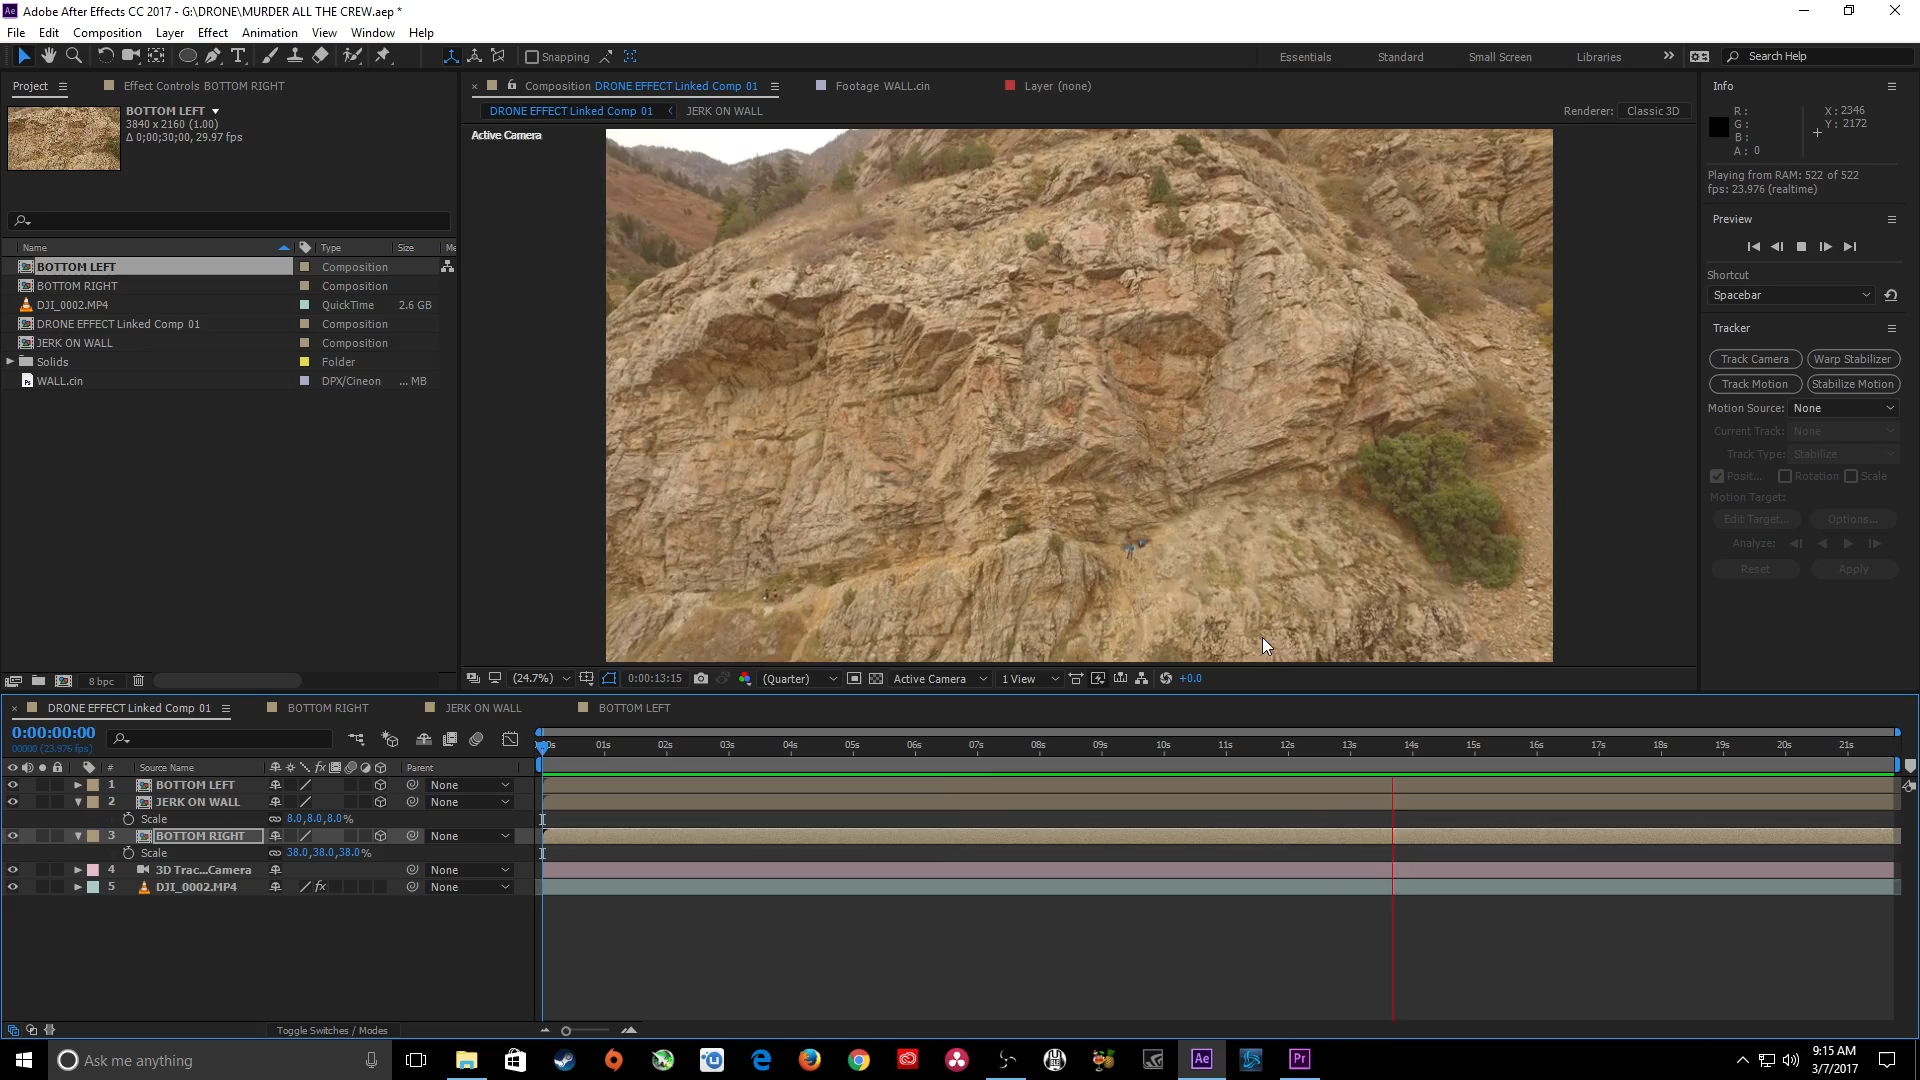 Adobe After Effects CC 2017 - G:\DRONE\MURDER ALL THE CREW.aep *
File Edit Composition Layer Effect Animation View Window Help
Snapping
Essentials Standard Small Screen Libraries
Search Help
Project
Effect Controls BOTTOM RIGHT
BOTTOM LEFT
3840 x 2160 (1.00)
Δ 0;00;30;00, 29.97 fps
Name Type Size Me
BOTTOM LEFT Composition
BOTTOM RIGHT Composition
DJI_0002.MP4 QuickTime 2.6 GB
DRONE EFFECT Linked Comp 01 Composition
JERK ON WALL Composition
Solids Folder
WALL.cin DPX/Cineon ... MB
8 bpc
Composition DRONE EFFECT Linked Comp 01
Footage WALL.cin
Layer (none)
DRONE EFFECT Linked Comp 01
JERK ON WALL
Renderer: Classic 3D
Active Camera
(24.7%) 0:00:13:15 (Quarter) Active Camera 1 View +0.0
Info
R :
G :
B :
A : 0
X : 2346
Y : 2172
Playing from RAM: 522 of 522
fps: 23.976 (realtime)
Preview
Shortcut
Spacebar
Tracker
Track Camera Warp Stabilizer
Track Motion Stabilize Motion
Motion Source: None
Current Track: None
Track Type: Stabilize
Posit... Rotation Scale
Motion Target:
Edit Target... Options...
Analyze:
Reset Apply
DRONE EFFECT Linked Comp 01 BOTTOM RIGHT JERK ON WALL BOTTOM LEFT
0:00:00:00
00000 (23.976 fps)
01s 02s 03s 04s 05s 06s 07s 08s 09s 10s 11s 12s 13s 14s 15s 16s 17s 18s 19s 20s 21s
# Source Name fx Parent
1 BOTTOM LEFT None
2 JERK ON WALL None
Scale 8.0,8.0,8.0%
3 BOTTOM RIGHT None
Scale 38.0,38.0,38.0%
4 3D Trac...Camera None
5 DJI_0002.MP4 fx None
Toggle Switches / Modes
Ask me anything
Ae
Pr
9:15 AM
3/7/2017